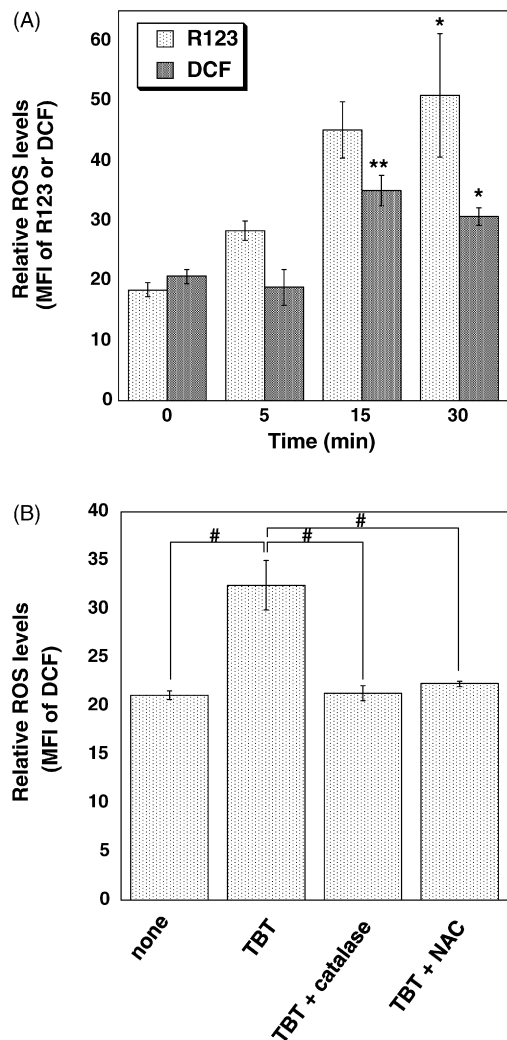 (A)
60
50
40
30
20
10
0
Relative ROS levels
(MFI of R123 or DCF)
R123
DCF
*
**
*
0 5 15 30
Time (min)
(B)
40
35
30
25
20
15
10
5
0
Relative ROS levels
(MFI of DCF)
# # #
none
TBT
TBT + catalase
TBT + NAC